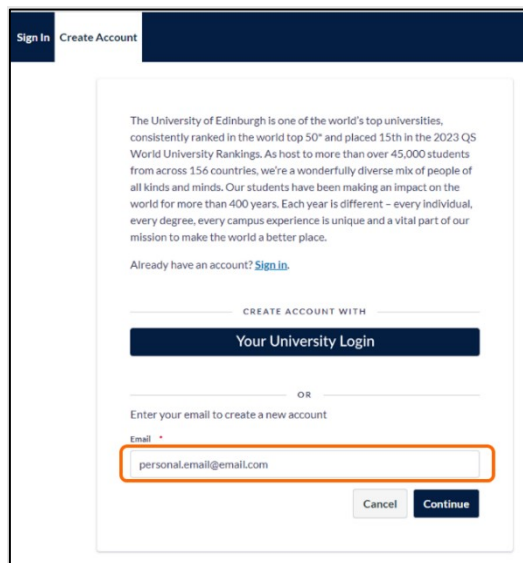 Sign In Create Account
The University of Edinburgh is one of the world's top universities,
consistently ranked in the world top 50* and placed 15th in the 2023 QS
World University Rankings. As host to more than over 45,000 students
from across 156 countries, we're a wonderfully diverse mix of people of
all kinds and minds. Our students have been making an impact on the
world for more than 400 years. Each year is different – every individual,
every degree, every campus experience is unique and a vital part of our
mission to make the world a better place.
Already have an account? Sign in.
CREATE ACCOUNT WITH
Your University Login
OR
Enter your email to create a new account
Email *
personal.email@email.com
Cancel Continue